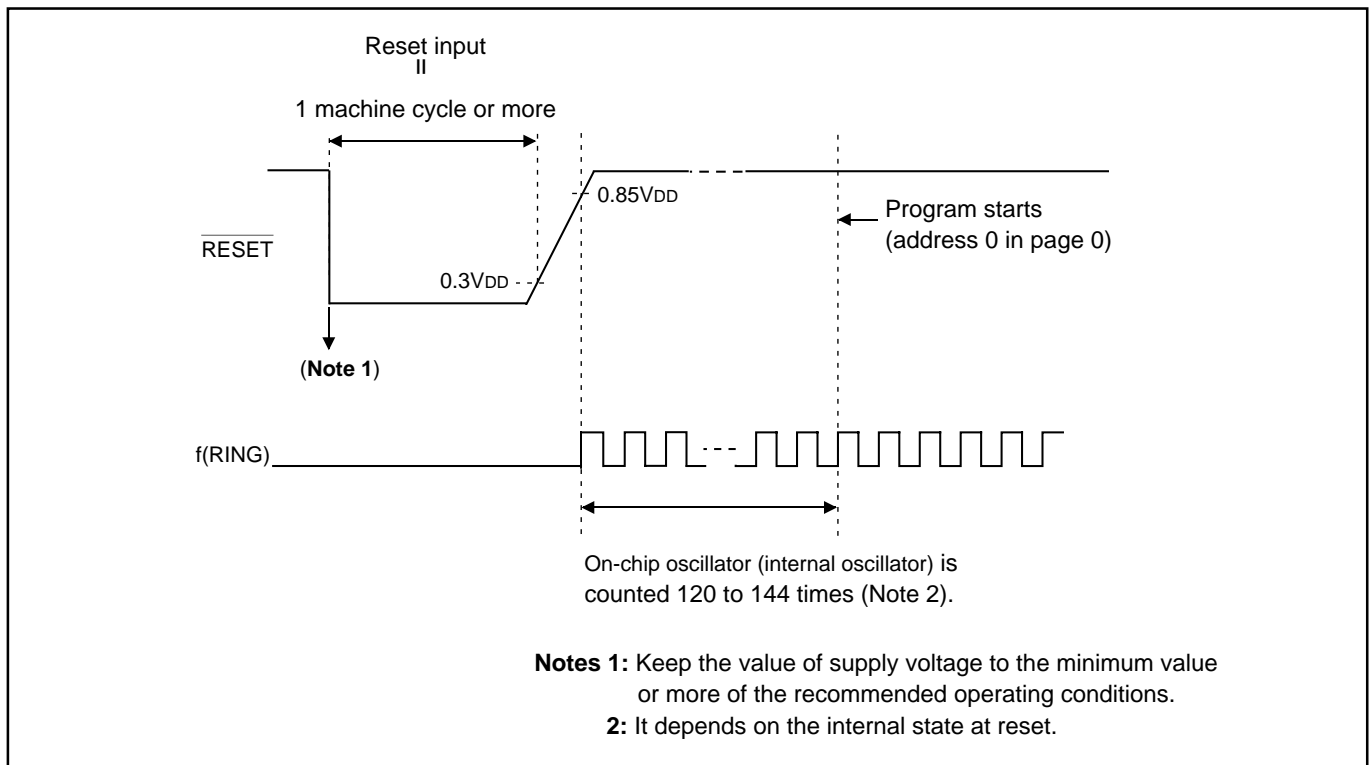 Reset input
=
1 machine cycle or more
0.85VDD
Program starts
(address 0 in page 0)
RESET
0.3VDD
(Note 1)
f(RING)
On-chip oscillator (internal oscillator) is
counted 120 to 144 times (Note 2).
Notes 1: Keep the value of supply voltage to the minimum value
or more of the recommended operating conditions.
2: It depends on the internal state at reset.